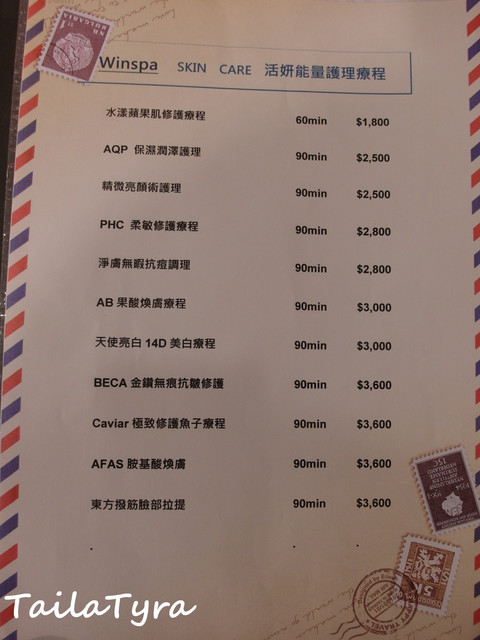 BULGARIA
Winspa SKIN CARE 活妍能量護理療程
水漾蘋果肌修護療程 60min $1,800
AQP 保濕潤澤護理 90min $2,500
精微亮顏術護理 90min $2,500
PHC 柔敏修護療程 90min $2,800
淨膚無暇抗痘調理 90min $2,800
AB 果酸煥膚療程 90min $3,000
天使亮白 14D 美白療程 90min $3,000
BECA 金鑽無痕抗皺修護 90min $3,600
Caviar 極致修護魚子療程 90min $3,600
AFAS 胺基酸煥膚 90min $3,600
東方撥筋臉部拉提 90min $3,600
TailaTyra